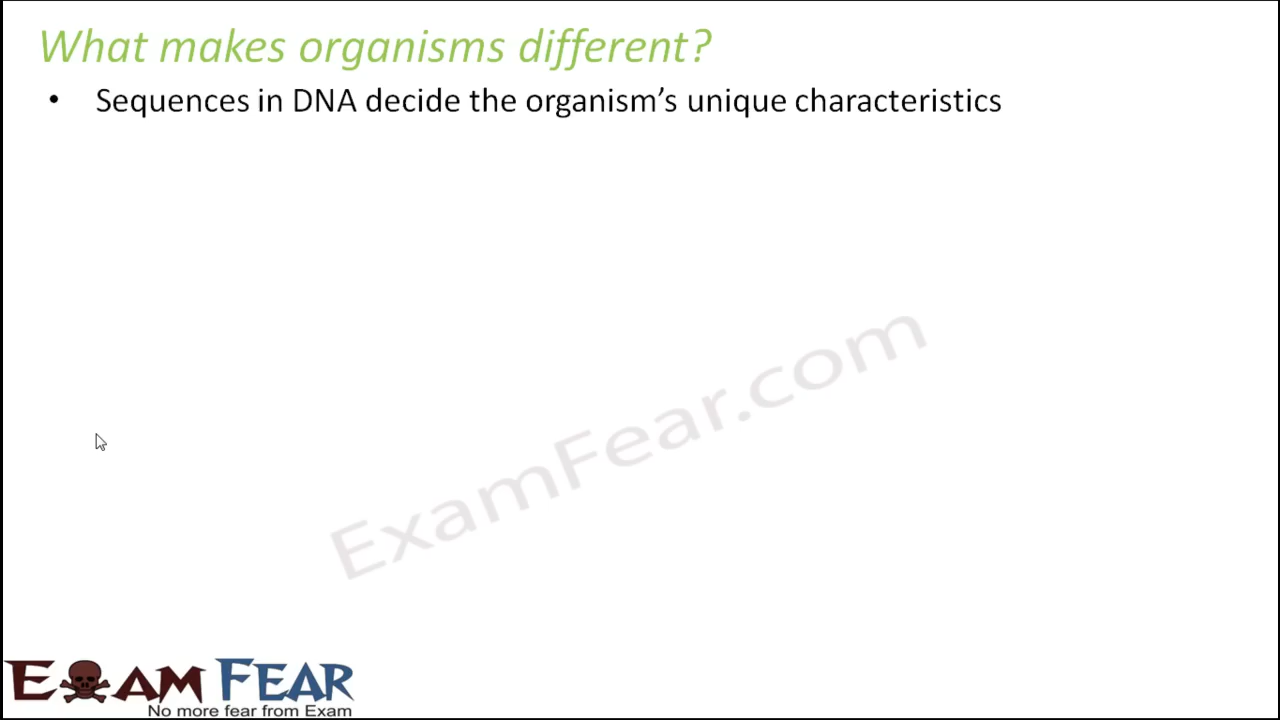 What makes organisms different?
• Sequences in DNA decide the organism’s unique characteristics
ExamFear.com
EXAM FEAR
No more fear from Exam